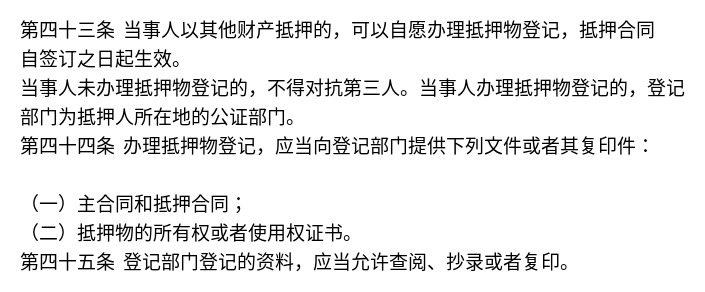 第四十三条 当事人以其他财产抵押的，可以自愿办理抵押物登记，抵押合同
自签订之日起生效。
当事人未办理抵押物登记的，不得对抗第三人。当事人办理抵押物登记的，登记
部门为抵押人所在地的公证部门。
第四十四条 办理抵押物登记，应当向登记部门提供下列文件或者其复印件：
（一）主合同和抵押合同；
（二）抵押物的所有权或者使用权证书。
第四十五条 登记部门登记的资料，应当允许查阅、抄录或者复印。